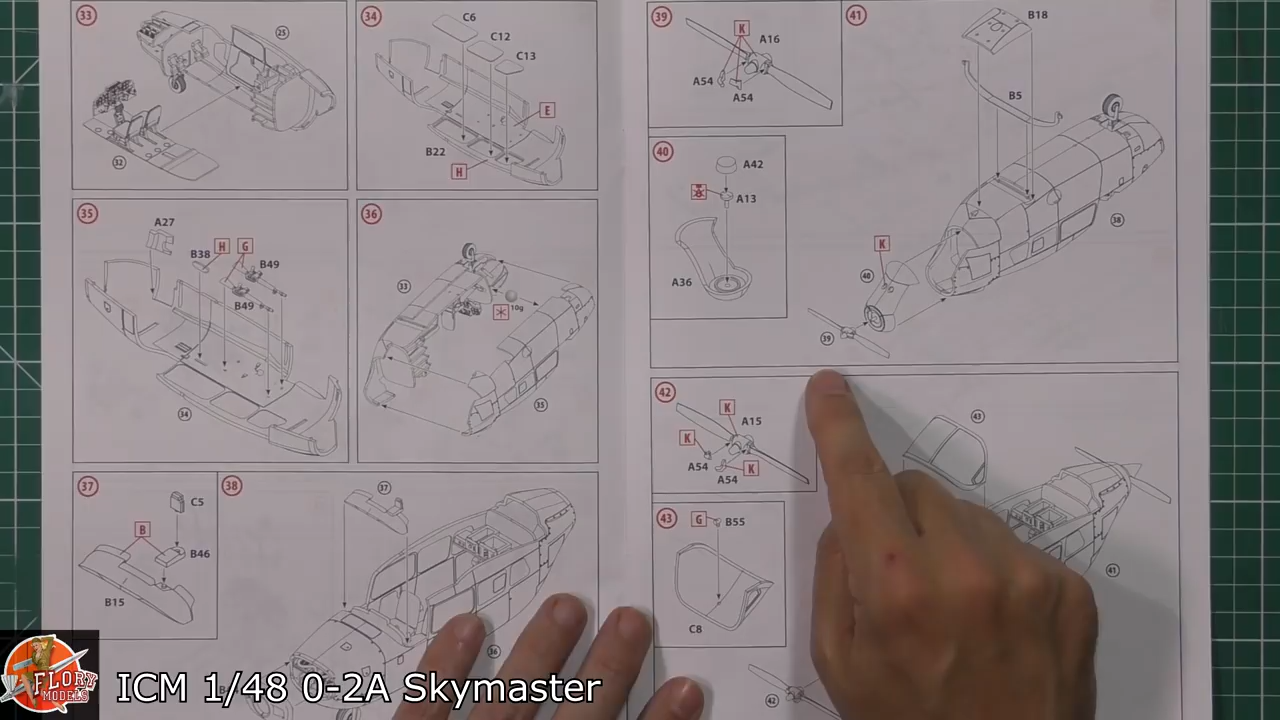 33
25
32
34
C6
C12
C13
E
B22
H
35
A27
B38
H
G
B49
B49
34
36
33
10g
35
37
C5
B
B46
B15
38
37
36
39
K
A16
A54
A54
40
A42
A13
A36
41
B18
B5
38
K
40
39
42
K
A15
K
A54
A54
K
43
G
B55
C8
43
41
42
FLORY
MODELS
ICM 1/48 0-2A Skymaster